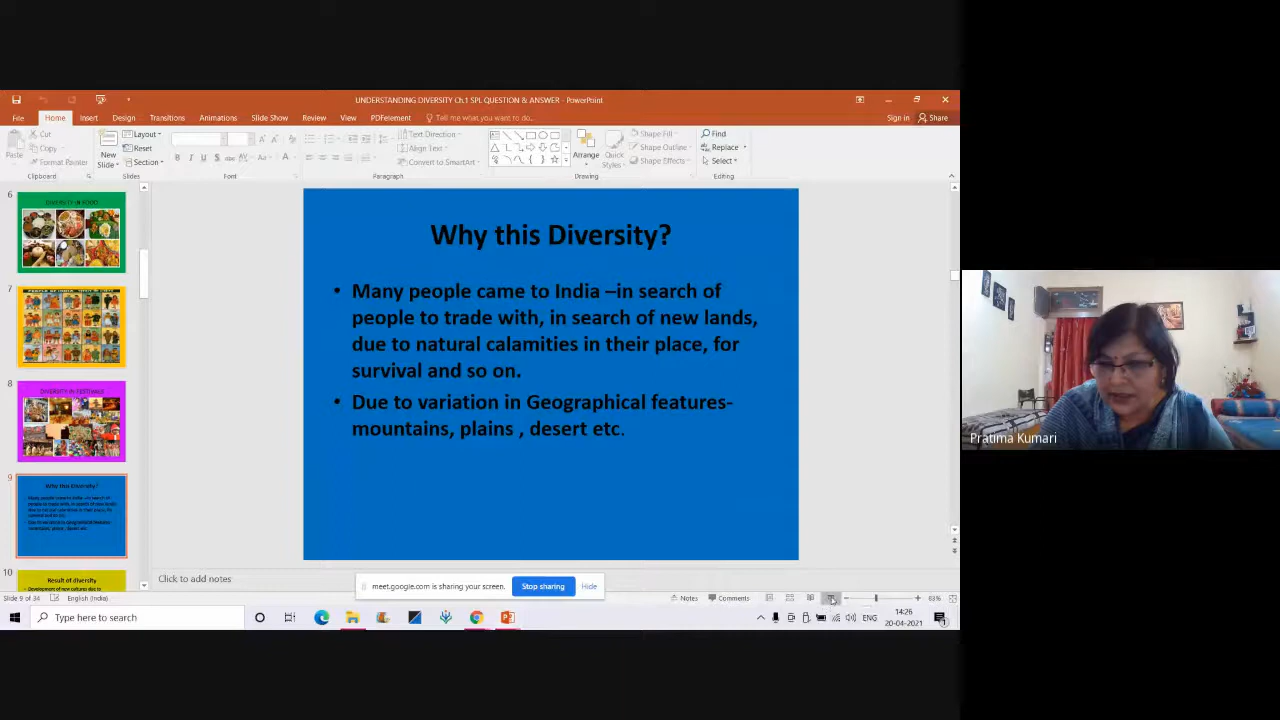 UNDERSTANDING DIVERSITY Ch.1 SPL QUESTION & ANSWER - PowerPoint
File Home Insert Design Transitions Animations Slide Show Review View PDFelement Tell me what you want to do... Sign in Share
Cut
Copy
Format Painter
Paste
Clipboard
New
Slide
Layout
Reset
Section
Slides
Font
Text Direction
Align Text
Convert to SmartArt
Paragraph
Arrange
Quick
Styles
Shape Fill
Shape Outline
Shape Effects
Drawing
Find
Replace
Select
Editing
6
DIVERSITY IN FOOD
7
8
DIVERSITY IN FESTIVALS
9
Why this Diversity?
10
Result of diversity
Why this Diversity?
• Many people came to India –in search of
people to trade with, in search of new lands,
due to natural calamities in their place, for
survival and so on.
• Due to variation in Geographical features-
mountains, plains , desert etc.
Click to add notes
meet.google.com is sharing your screen. Stop sharing Hide
Slide 9 of 34 English (India) Notes Comments 83%
Type here to search
ENG
14:26
20-04-2021
Pratima Kumari